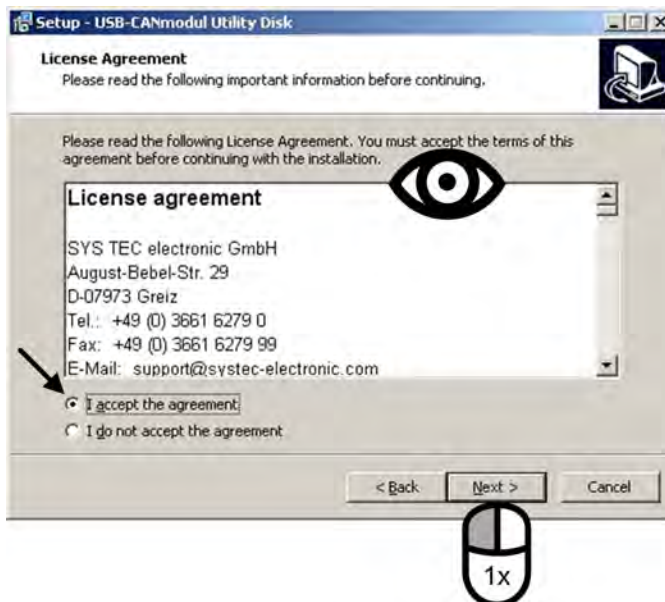 Setup - USB-CANmodul Utility Disk
License Agreement
Please read the following important information before continuing.
Please read the following License Agreement. You must accept the terms of this
agreement before continuing with the installation.
License agreement
SYS TEC electronic GmbH
August-Bebel-Str. 29
D-07973 Greiz
Tel.: +49 (0) 3661 6279 0
Fax: +49 (0) 3661 6279 99
E-Mail: support@systec-electronic.com
I accept the agreement
I do not accept the agreement
< Back Next > Cancel
1x